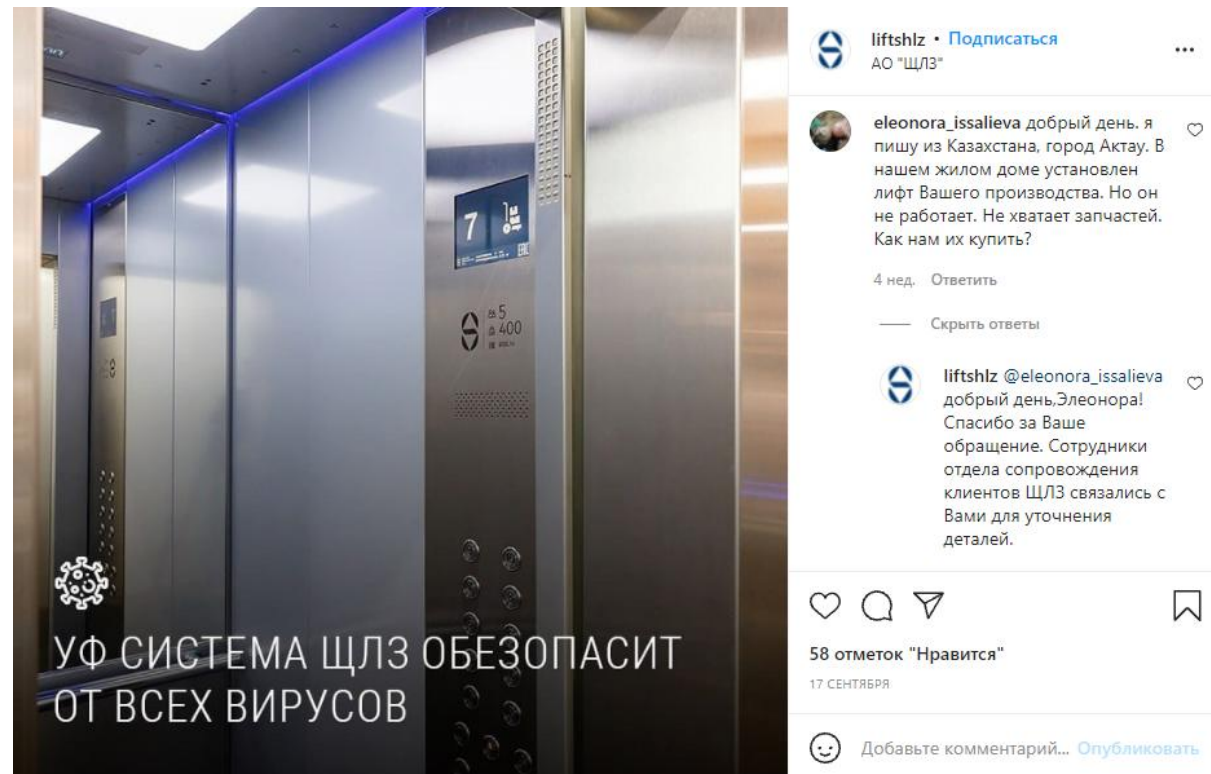 7
5
400
УФ СИСТЕМА ЩЛЗ ОБЕЗОПАСИТ
ОТ ВСЕХ ВИРУСОВ
liftshlz • Подписаться
АО "ЩЛЗ"
eleonora_issalieva добрый день. я
пишу из Казахстана, город Актау. В
нашем жилом доме установлен
лифт Вашего производства. Но он
не работает. Не хватает запчастей.
Как нам их купить?
4 нед. Ответить
Скрыть ответы
liftshlz @eleonora_issalieva
добрый день,Элеонора!
Спасибо за Ваше
обращение. Сотрудники
отдела сопровождения
клиентов ЩЛЗ связались с
Вами для уточнения
деталей.
58 отметок "Нравится"
17 СЕНТЯБРЯ
Добавьте комментарий... Опубликовать